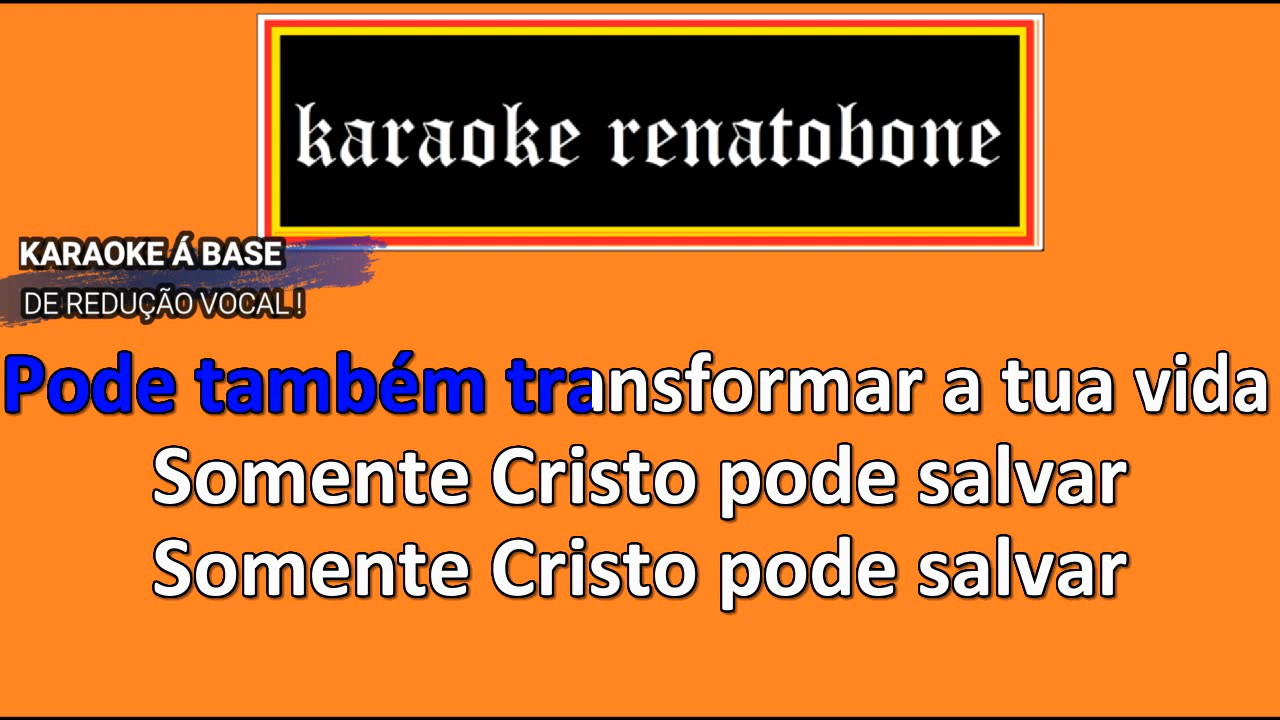 karaoke renatobone
KARAOKE Á BASE
DE REDUÇÃO VOCAL !
Pode também transformar a tua vida
Somente Cristo pode salvar
Somente Cristo pode salvar